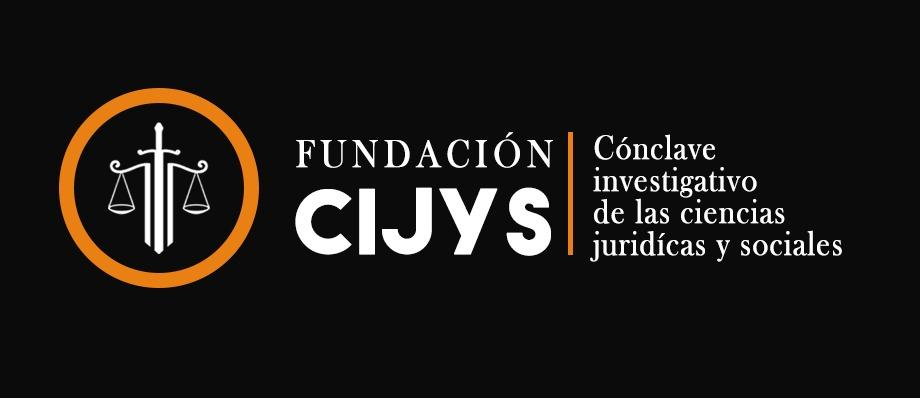 FUNDACIÓN
CIJYS
Cónclave
investigativo
de las ciencias
juridícas y sociales